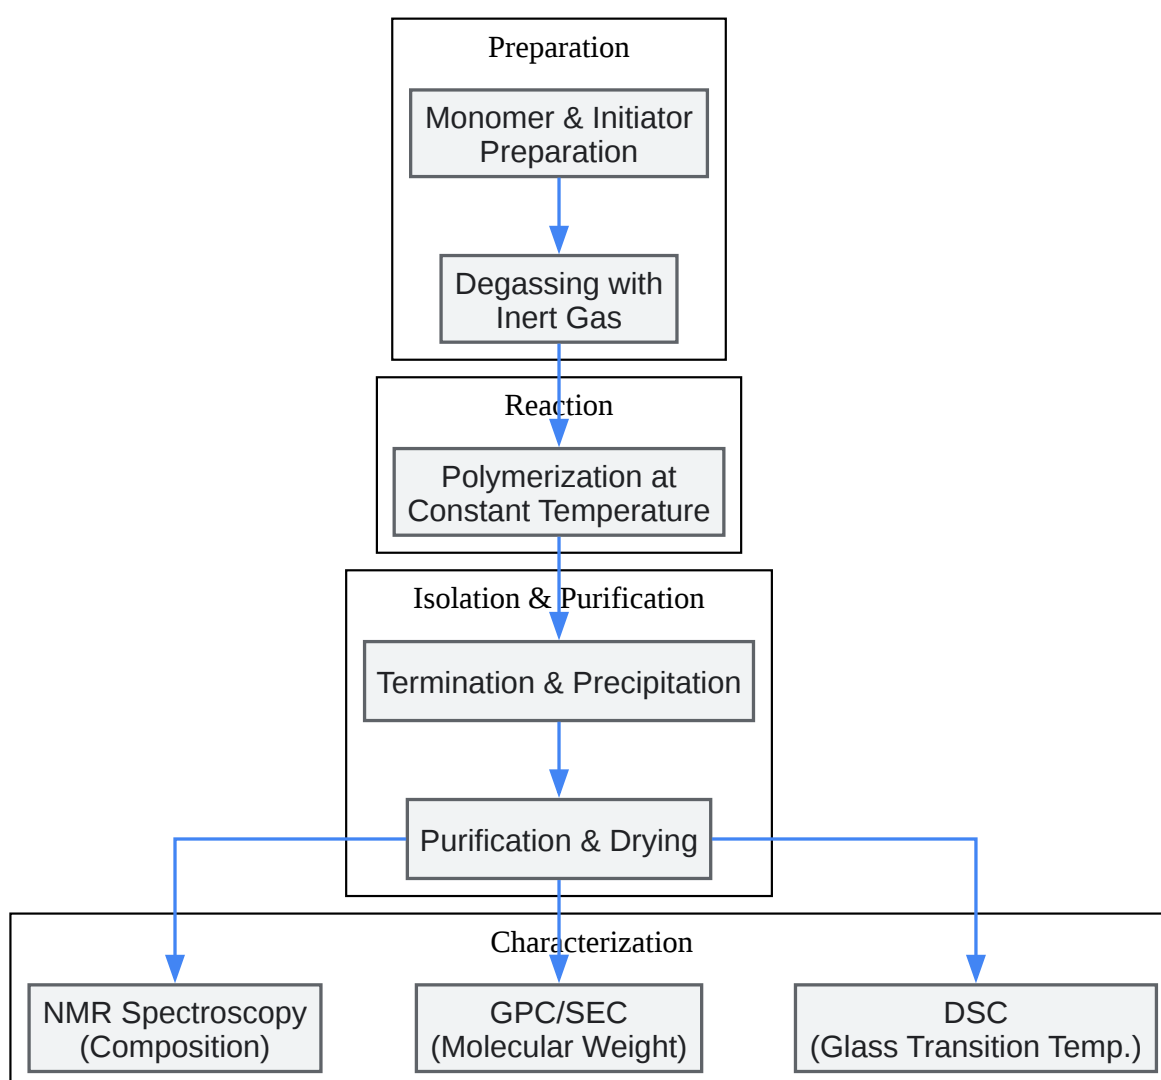 Preparation
Monomer & Initiator
Preparation
Degassing with
Inert Gas
Reaction
Polymerization at
Constant Temperature
Isolation & Purification
Termination & Precipitation
Purification & Drying
Characterization
NMR Spectroscopy
(Composition)
GPC/SEC
(Molecular Weight)
DSC
(Glass Transition Temp.)